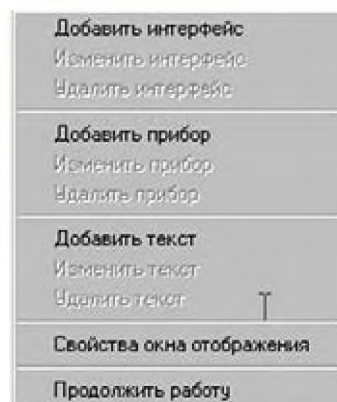 Добавить интерфейс
Изменить интерфейс
Удалить интерфейс
Добавить прибор
Изменить прибор
Удалить прибор
Добавить текст
Изменить текст
Удалить текст
Свойства окна отображения
Продолжить работу